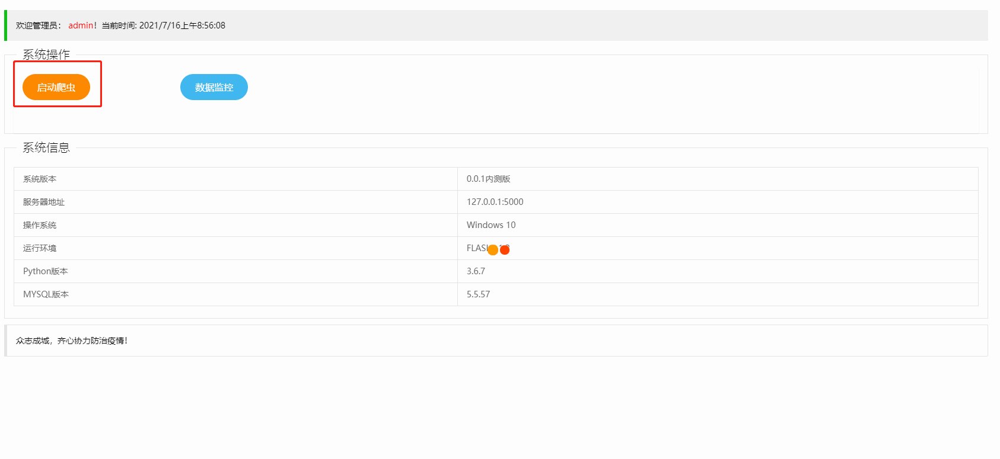 欢迎管理员： admin！当前时间: 2021/7/16上午8:56:08
系统操作
启动爬虫 数据监控
系统信息
系统版本 0.0.1内测版
服务器地址 127.0.0.1:5000
操作系统 Windows 10
运行环境
Python版本 3.6.7
MYSQL版本 5.5.57
众志成城，齐心协力防治疫情！